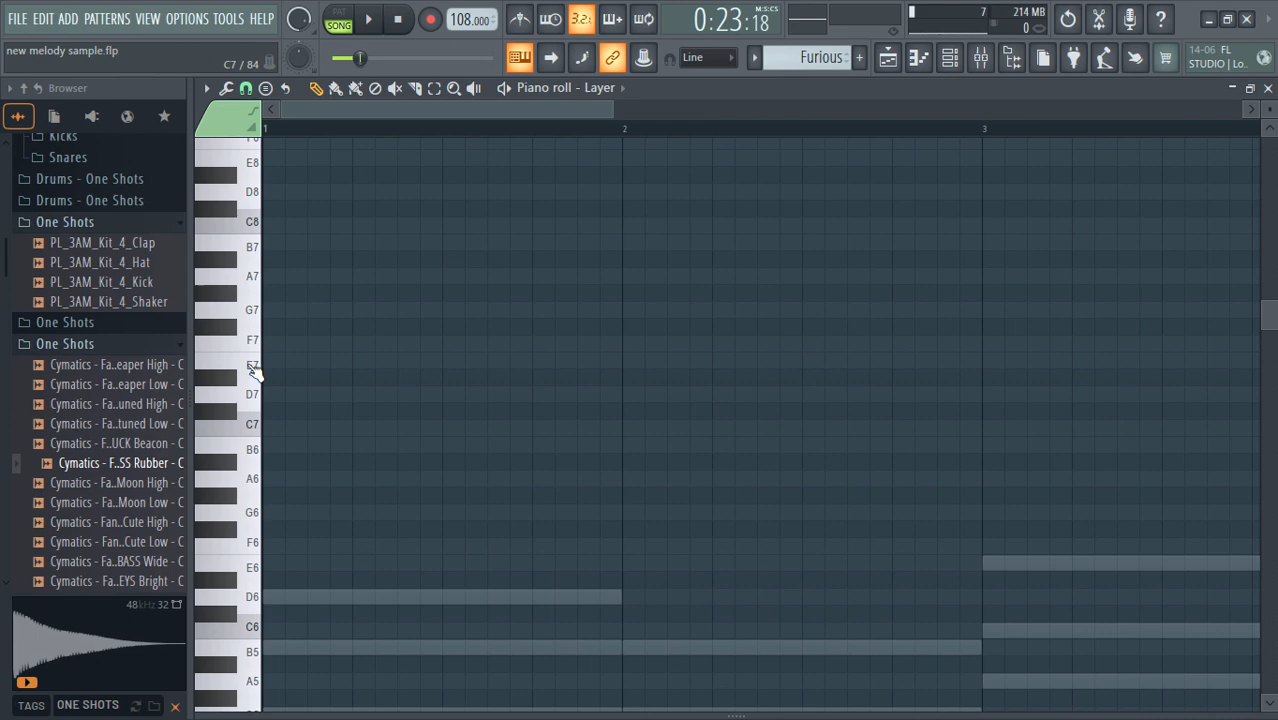 FILE EDIT ADD PATTERNS VIEW OPTIONS TOOLS HELP
new melody sample.flp
C7 / 84
PAT
SONG
108.000
3.2
0:23:18
M:S:CS
7
214 MB
0
Line
Furious
14-06 FL
STUDIO | Lo..
Browser
Piano roll - Layer
Kicks
Snares
Drums - One Shots
Drums - One Shots
One Shots
PL_3AM_Kit_4_Clap
PL_3AM_Kit_4_Hat
PL_3AM_Kit_4_Kick
PL_3AM_Kit_4_Shaker
One Shots
One Shots
Cymatics - Fa..eaper High - C
Cymatics - Fa..eaper Low - C
Cymatics - Fa..uned High - C
Cymatics - Fa..tuned Low - C
Cymatics - F..UCK Beacon - C
Cymatics - F..SS Rubber - C
Cymatics - Fa..Moon High - C
Cymatics - Fa..Moon Low - C
Cymatics - Fan..Cute High - C
Cymatics - Fan..Cute Low - C
Cymatics - Fa..BASS Wide - C
Cymatics - Fa..EYS Bright - C
48kHz 32
TAGS
ONE SHOTS
1
2
3
E8
D8
C8
B7
A7
G7
F7
E7
D7
C7
B6
A6
G6
F6
E6
D6
C6
B5
A5